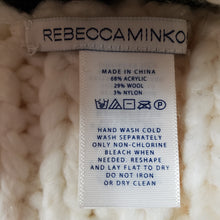 REBECCAMINKO
MADE IN CHINA
68% ACRYLIC
29% WOOL
3% NYLON
HAND WASH COLD
WASH SEPARATELY
ONLY NON-CHLORINE
BLEACH WHEN
NEEDED. RESHAPE
AND LAY FLAT TO DRY
DO NOT IRON
OR DRY CLEAN